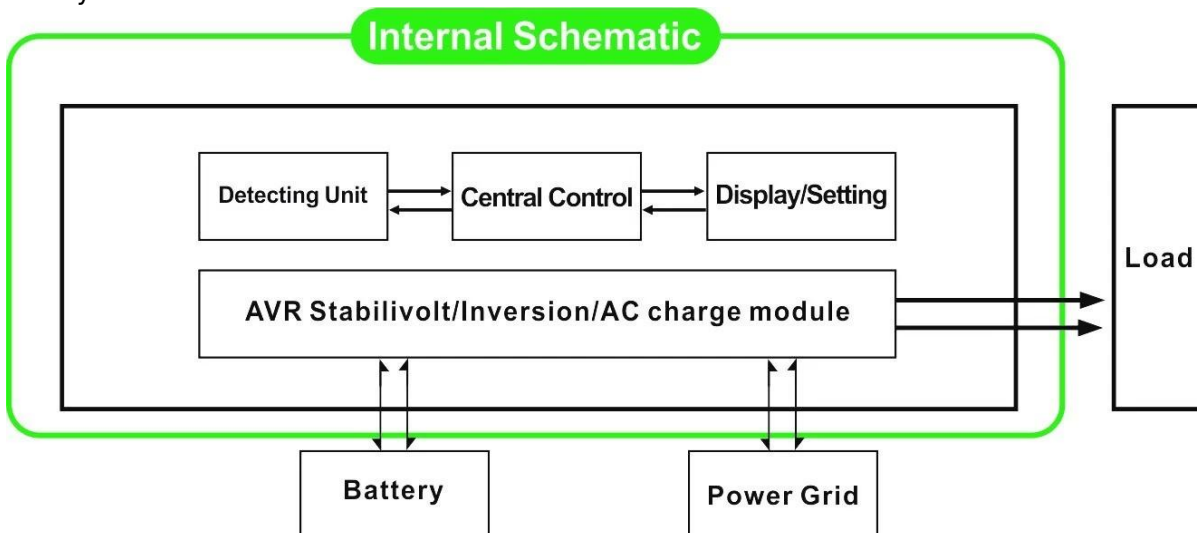 Internal Schematic
Detecting Unit
Central Control
Display/Setting
Load
AVR Stabilivolt/Inversion/AC charge module
Battery
Power Grid